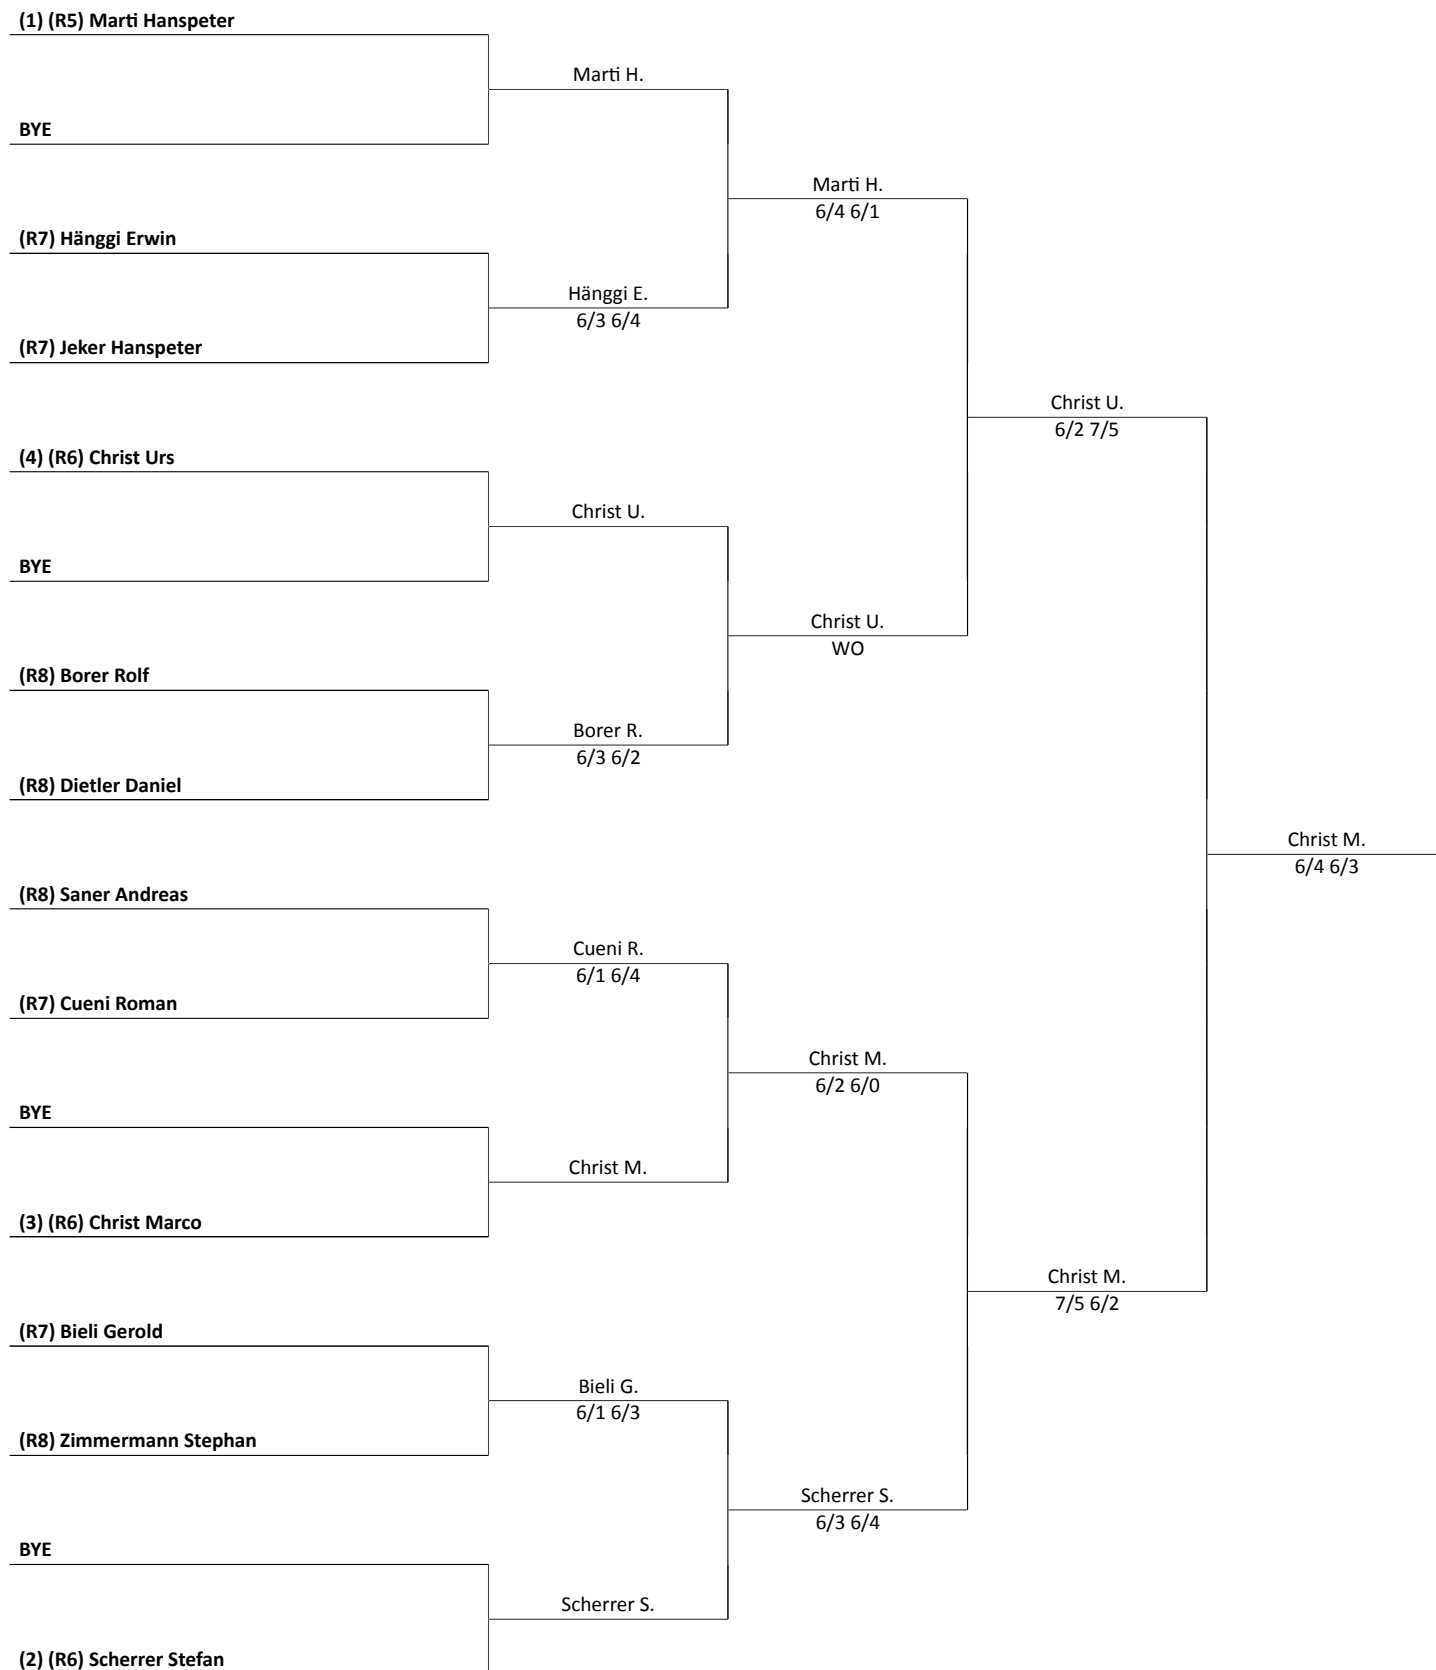 (1) (R5) Marti Hanspeter
Marti H.
BYE
Marti H.
6/4 6/1
(R7) Hänggi Erwin
Hänggi E.
6/3 6/4
(R7) Jeker Hanspeter
Christ U.
6/2 7/5
(4) (R6) Christ Urs
Christ U.
BYE
Christ U.
WO
(R8) Borer Rolf
Borer R.
6/3 6/2
(R8) Dietler Daniel
Christ M.
6/4 6/3
(R8) Saner Andreas
Cueni R.
6/1 6/4
(R7) Cueni Roman
Christ M.
6/2 6/0
BYE
Christ M.
(3) (R6) Christ Marco
Christ M.
7/5 6/2
(R7) Bieli Gerold
Bieli G.
6/1 6/3
(R8) Zimmermann Stephan
Scherrer S.
6/3 6/4
BYE
Scherrer S.
(2) (R6) Scherrer Stefan